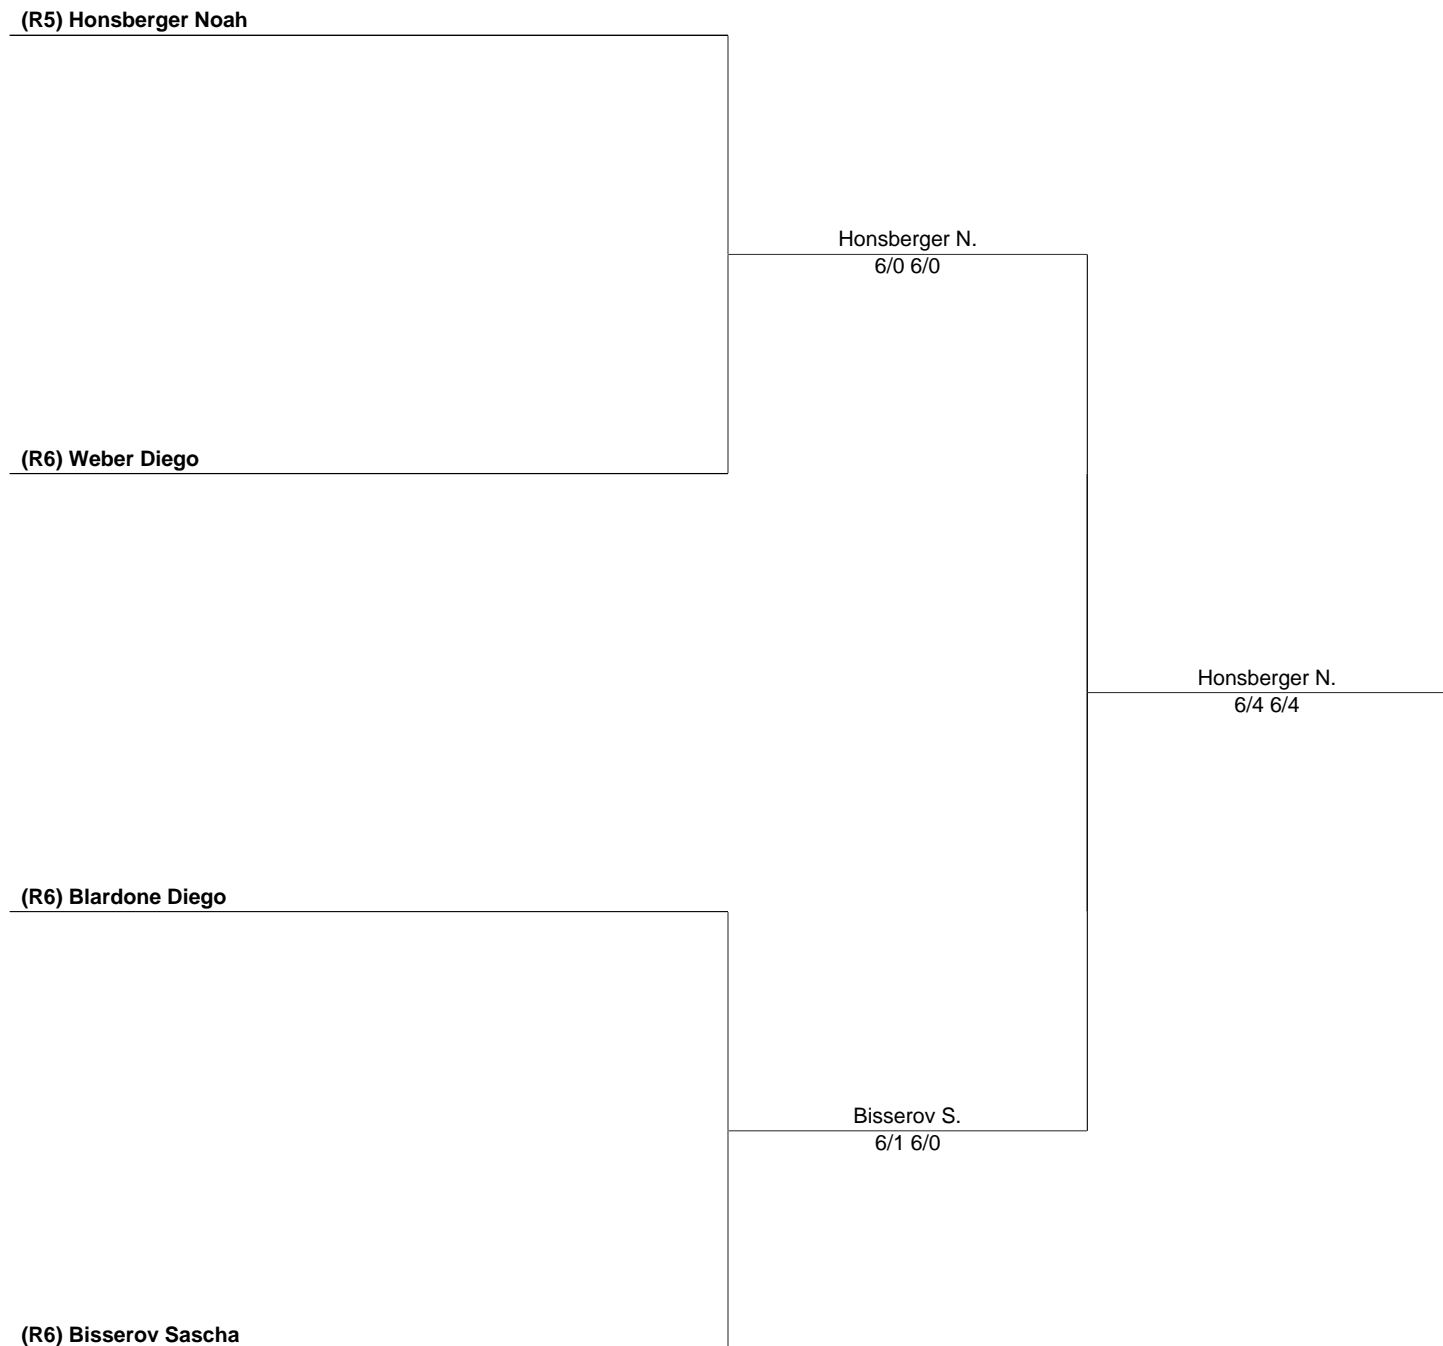 (R5) Honsberger Noah
Honsberger N.
6/0 6/0
(R6) Weber Diego
Honsberger N.
6/4 6/4
(R6) Blardone Diego
Bisserov S.
6/1 6/0
(R6) Bisserov Sascha